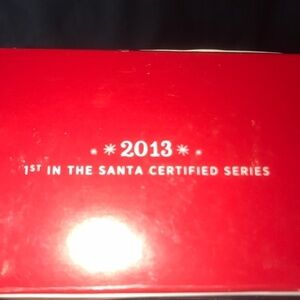 2013
1ST IN THE SANTA CERTIFIED SERIES